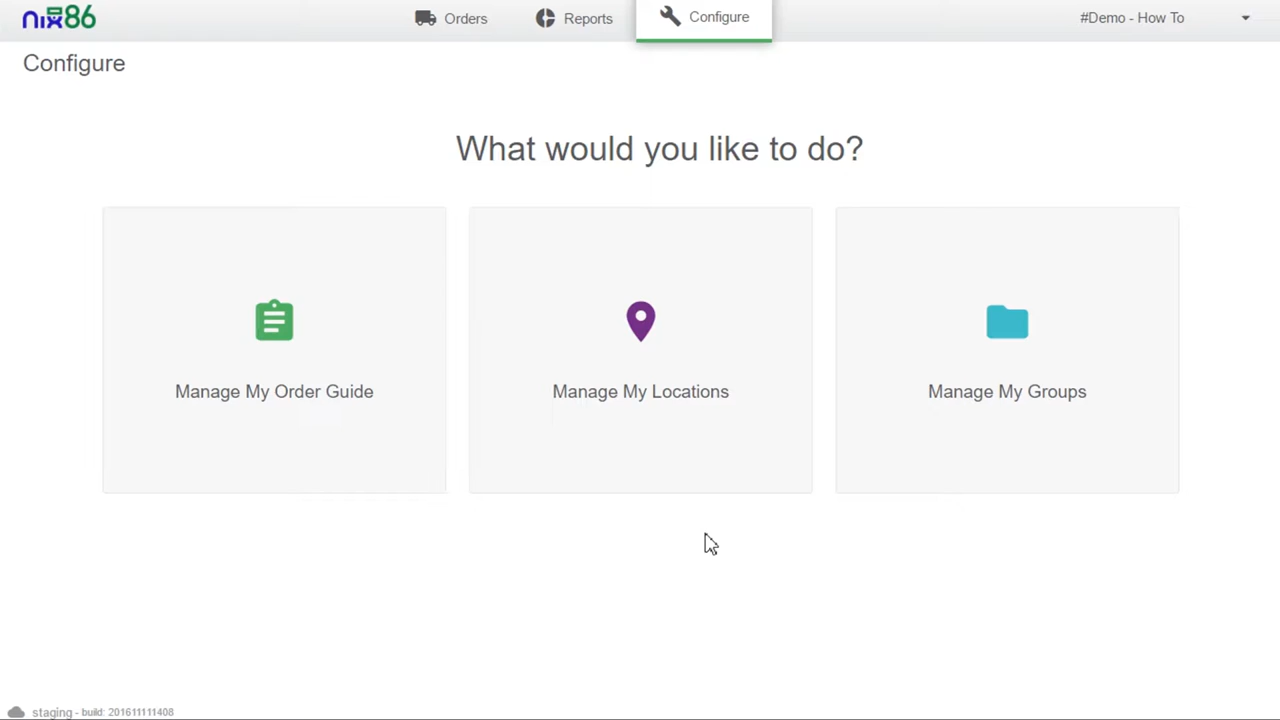 nix86 Orders Reports Configure #Demo - How To
Configure
What would you like to do?
Manage My Order Guide Manage My Locations Manage My Groups
staging - build: 201611111408